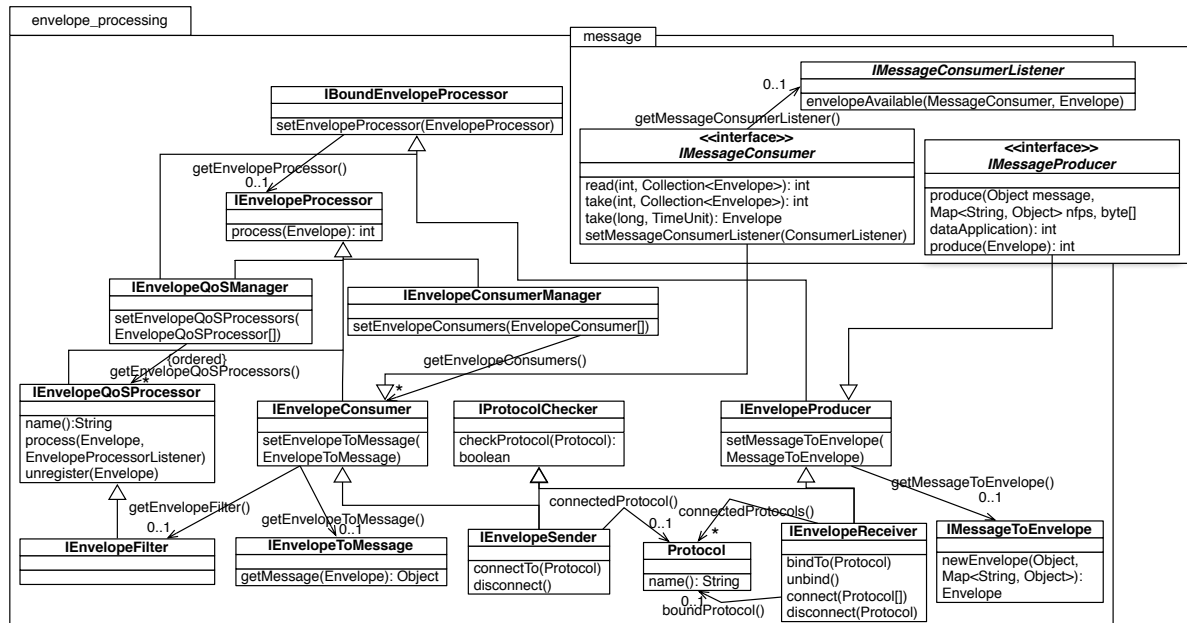 envelope_processing
message
IMessageConsumerListener
envelopeAvailable(MessageConsumer, Envelope)
0..1
getMessageConsumerListener()
IBoundEnvelopeProcessor
setEnvelopeProcessor(EnvelopeProcessor)
<<interface>>
IMessageConsumer
read(int, Collection<Envelope>): int
take(int, Collection<Envelope>): int
take(long, TimeUnit): Envelope
setMessageConsumerListener(ConsumerListener)
<<interface>>
IMessageProducer
produce(Object message,
Map<String, Object> nfps, byte[]
dataApplication): int
produce(Envelope): int
getEnvelopeProcessor()
0..1
IEnvelopeProcessor
process(Envelope): int
IEnvelopeQoSManager
setEnvelopeQoSProcessors(
EnvelopeQoSProcessor[])
IEnvelopeConsumerManager
setEnvelopeConsumers(EnvelopeConsumer[])
{ordered}
getEnvelopeQoSProcessors()
*
getEnvelopeConsumers()
*
IEnvelopeQoSProcessor
name():String
process(Envelope,
EnvelopeProcessorListener)
unregister(Envelope)
IEnvelopeConsumer
setEnvelopeToMessage(
EnvelopeToMessage)
IProtocolChecker
checkProtocol(Protocol):
boolean
IEnvelopeProducer
setMessageToEnvelope(
MessageToEnvelope)
getEnvelopeFilter()
0..1
getEnvelopeToMessage()
0..1
connectedProtocol()
0..1
connectedProtocols()
*
getMessageToEnvelope()
0..1
IEnvelopeFilter
IEnvelopeToMessage
getMessage(Envelope): Object
IEnvelopeSender
connectTo(Protocol)
disconnect()
Protocol
name(): String
0..1
boundProtocol()
IEnvelopeReceiver
bindTo(Protocol)
unbind()
connect(Protocol[])
disconnect(Protocol)
IMessageToEnvelope
newEnvelope(Object,
Map<String, Object>):
Envelope